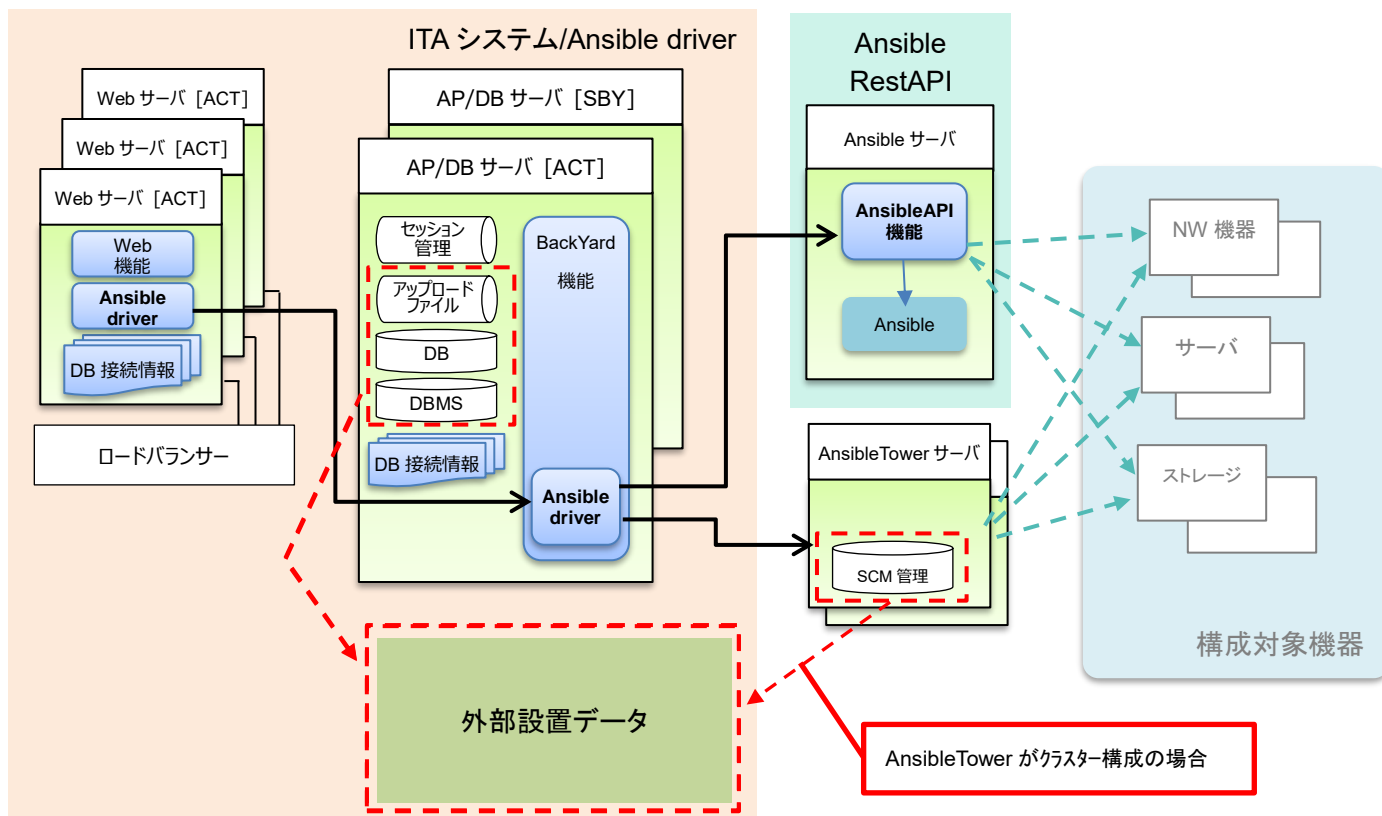 ITA システム/Ansible driver
Web サーバ [ACT]
Web サーバ [ACT]
Web サーバ [ACT]
Web
機能
Ansible
driver
DB 接続情報
ロードバランサー
AP/DB サーバ [SBY]
AP/DB サーバ [ACT]
セッション
管理
アップロード
ファイル
DB
DBMS
DB 接続情報
BackYard
機能
Ansible
driver
外部設置データ
Ansible
RestAPI
Ansible サーバ
AnsibleAPI
機能
Ansible
AnsibleTower サーバ
SCM 管理
NW 機器
サーバ
ストレージ
構成対象機器
AnsibleTower がクラスター構成の場合